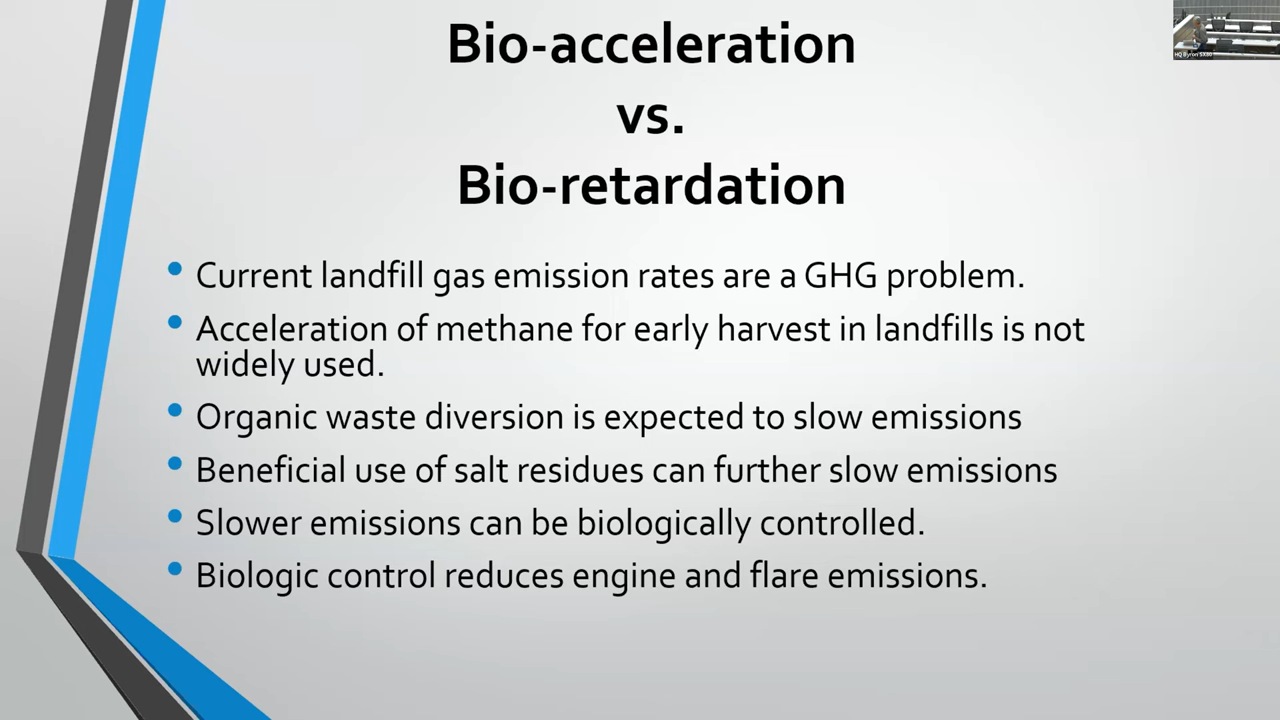 Bio-acceleration
vs.
Bio-retardation
Current landfill gas emission rates are a GHG problem.
Acceleration of methane for early harvest in landfills is not
widely used.
Organic waste diversion is expected to slow emissions
Beneficial use of salt residues can further slow emissions
Slower emissions can be biologically controlled.
Biologic control reduces engine and flare emissions.